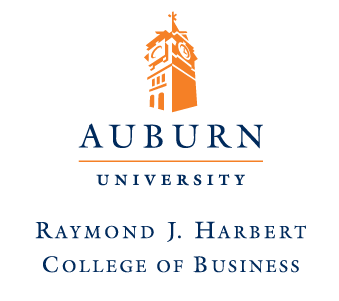 AUBURN
UNIVERSITY
RAYMOND J. HARBERT
COLLEGE OF BUSINESS